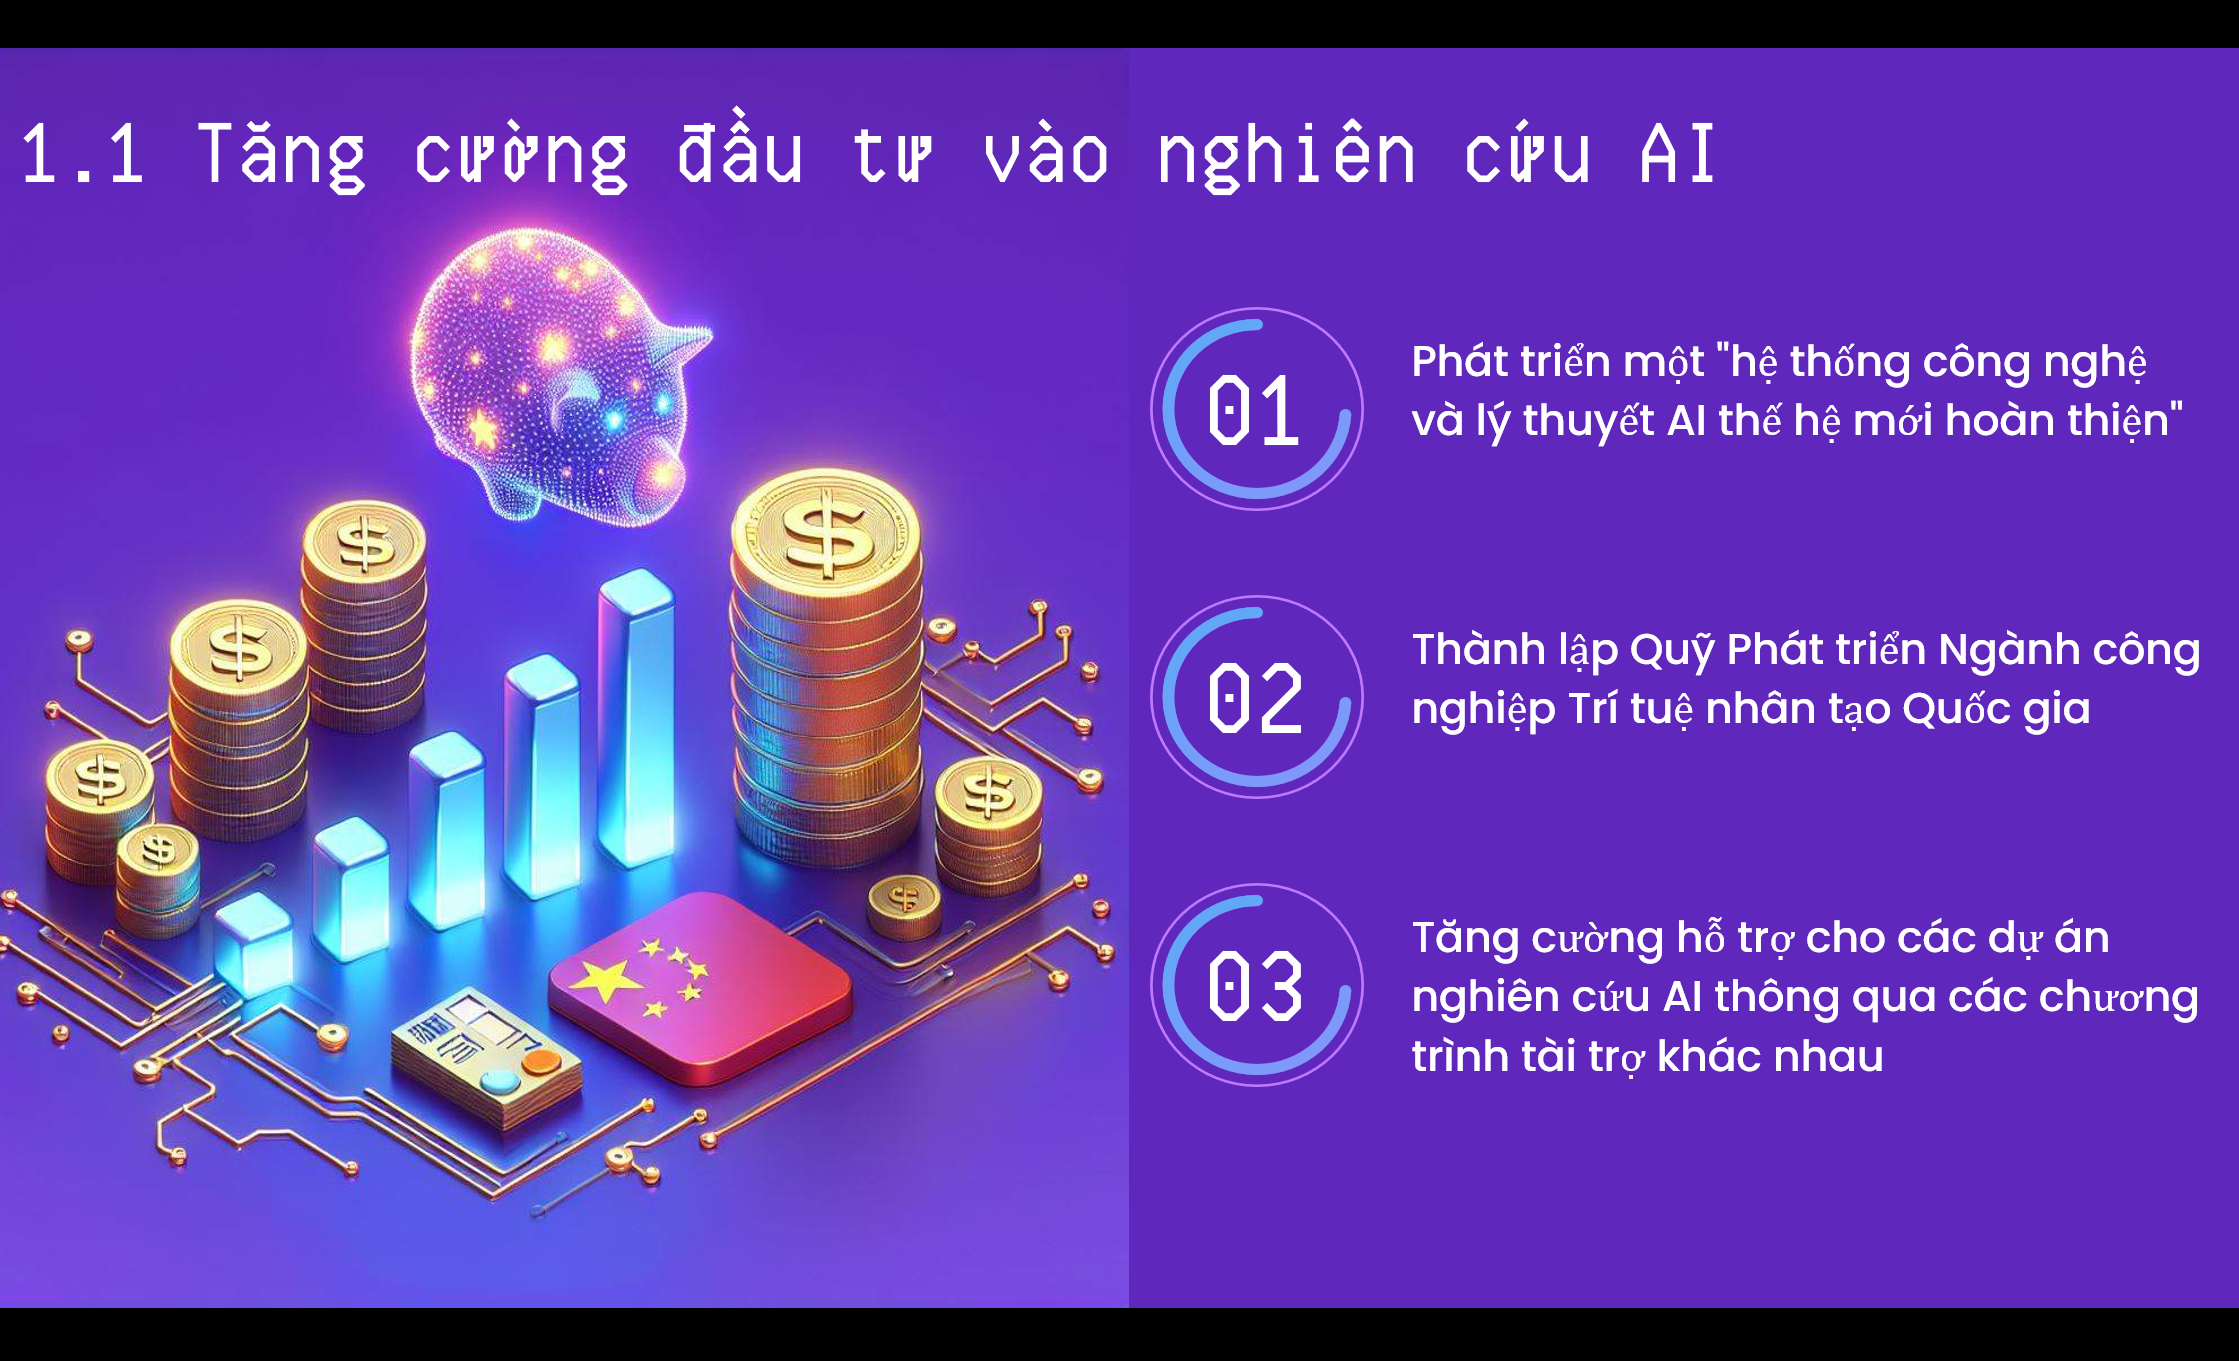 1.1 Tăng cường đầu tư vào nghiên cứu AI
01
Phát triển một "hệ thống công nghệ
và lý thuyết AI thế hệ mới hoàn thiện"
02
Thành lập Quỹ Phát triển Ngành công
nghiệp Trí tuệ nhân tạo Quốc gia
03
Tăng cường hỗ trợ cho các dự án
nghiên cứu AI thông qua các chương
trình tài trợ khác nhau